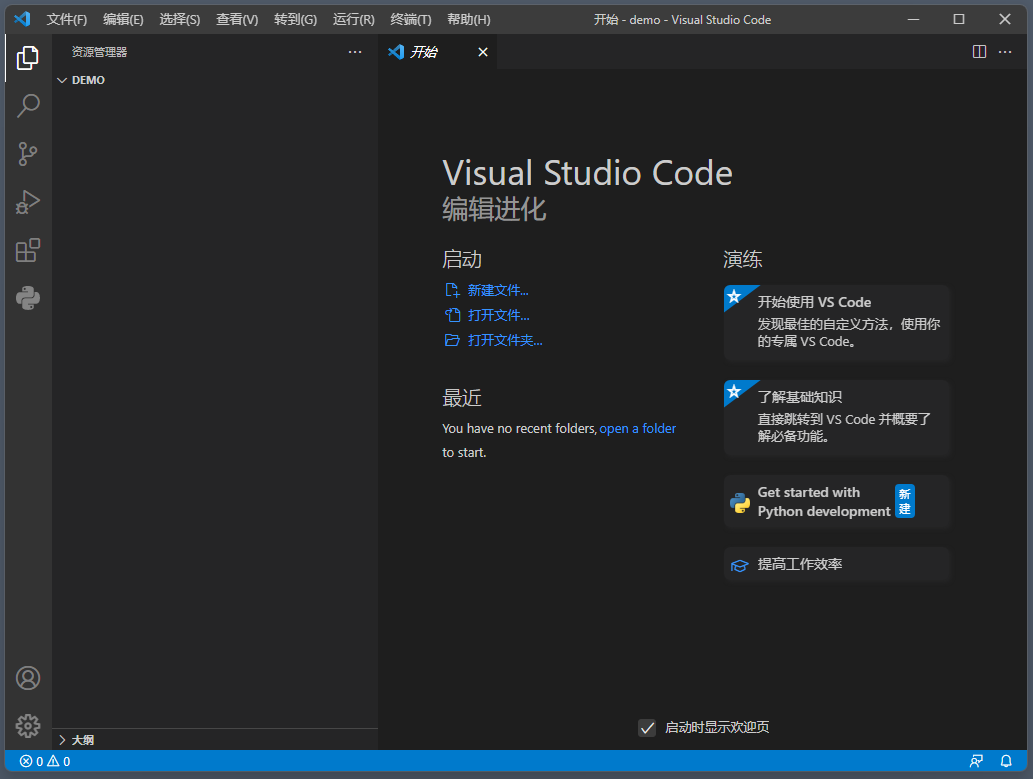 文件(F) 编辑(E) 选择(S) 查看(V) 转到(G) 运行(R) 终端(T) 帮助(H) 开始 - demo - Visual Studio Code
资源管理器
开始
DEMO
Visual Studio Code
编辑进化
启动
新建文件...
打开文件...
打开文件夹...
最近
You have no recent folders, open a folder
to start.
演练
开始使用 VS Code
发现最佳的自定义方法，使用你
的专属 VS Code。
了解基础知识
直接跳转到 VS Code 并概要了
解必备功能。
Get started with
Python development
新
建
提高工作效率
启动时显示欢迎页
大纲
0 0